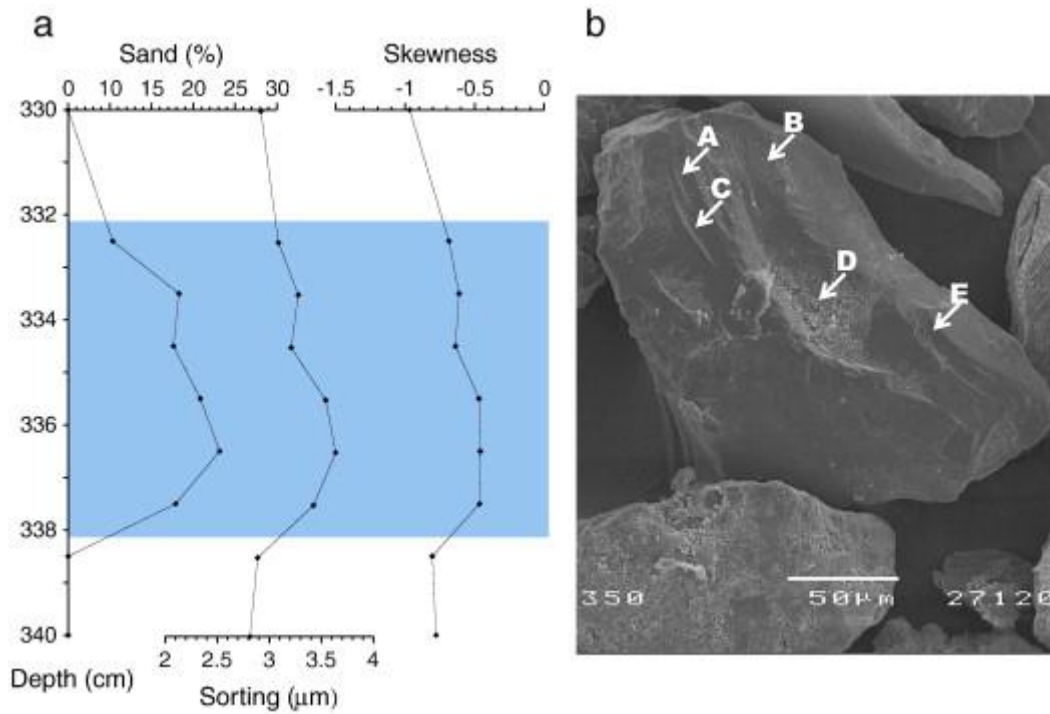 a
b
Sand (%)
Skewness
0 10 15 20 25 30
-1.5 -1 -0.5 0
330
332
334
336
338
340
2 2.5 3 3.5 4
Depth (cm)
Sorting (μm)
A
B
C
D
E
350 50μm 27120